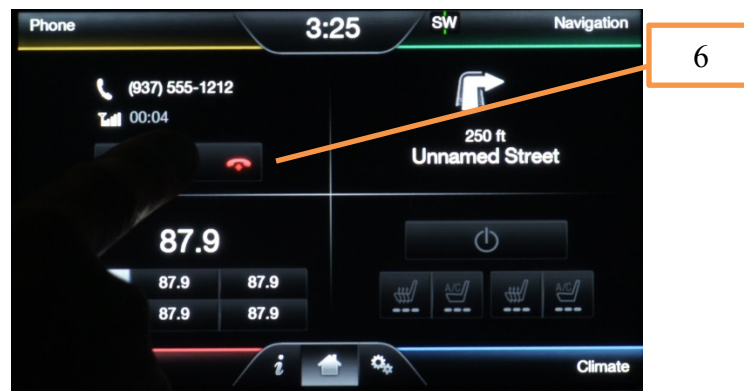 Phone
3:25
SW
Navigation
6
(937) 555-1212
00:04
250 ft
Unnamed Street
87.9
87.9 87.9
87.9 87.9
A/C A/C
i
Climate